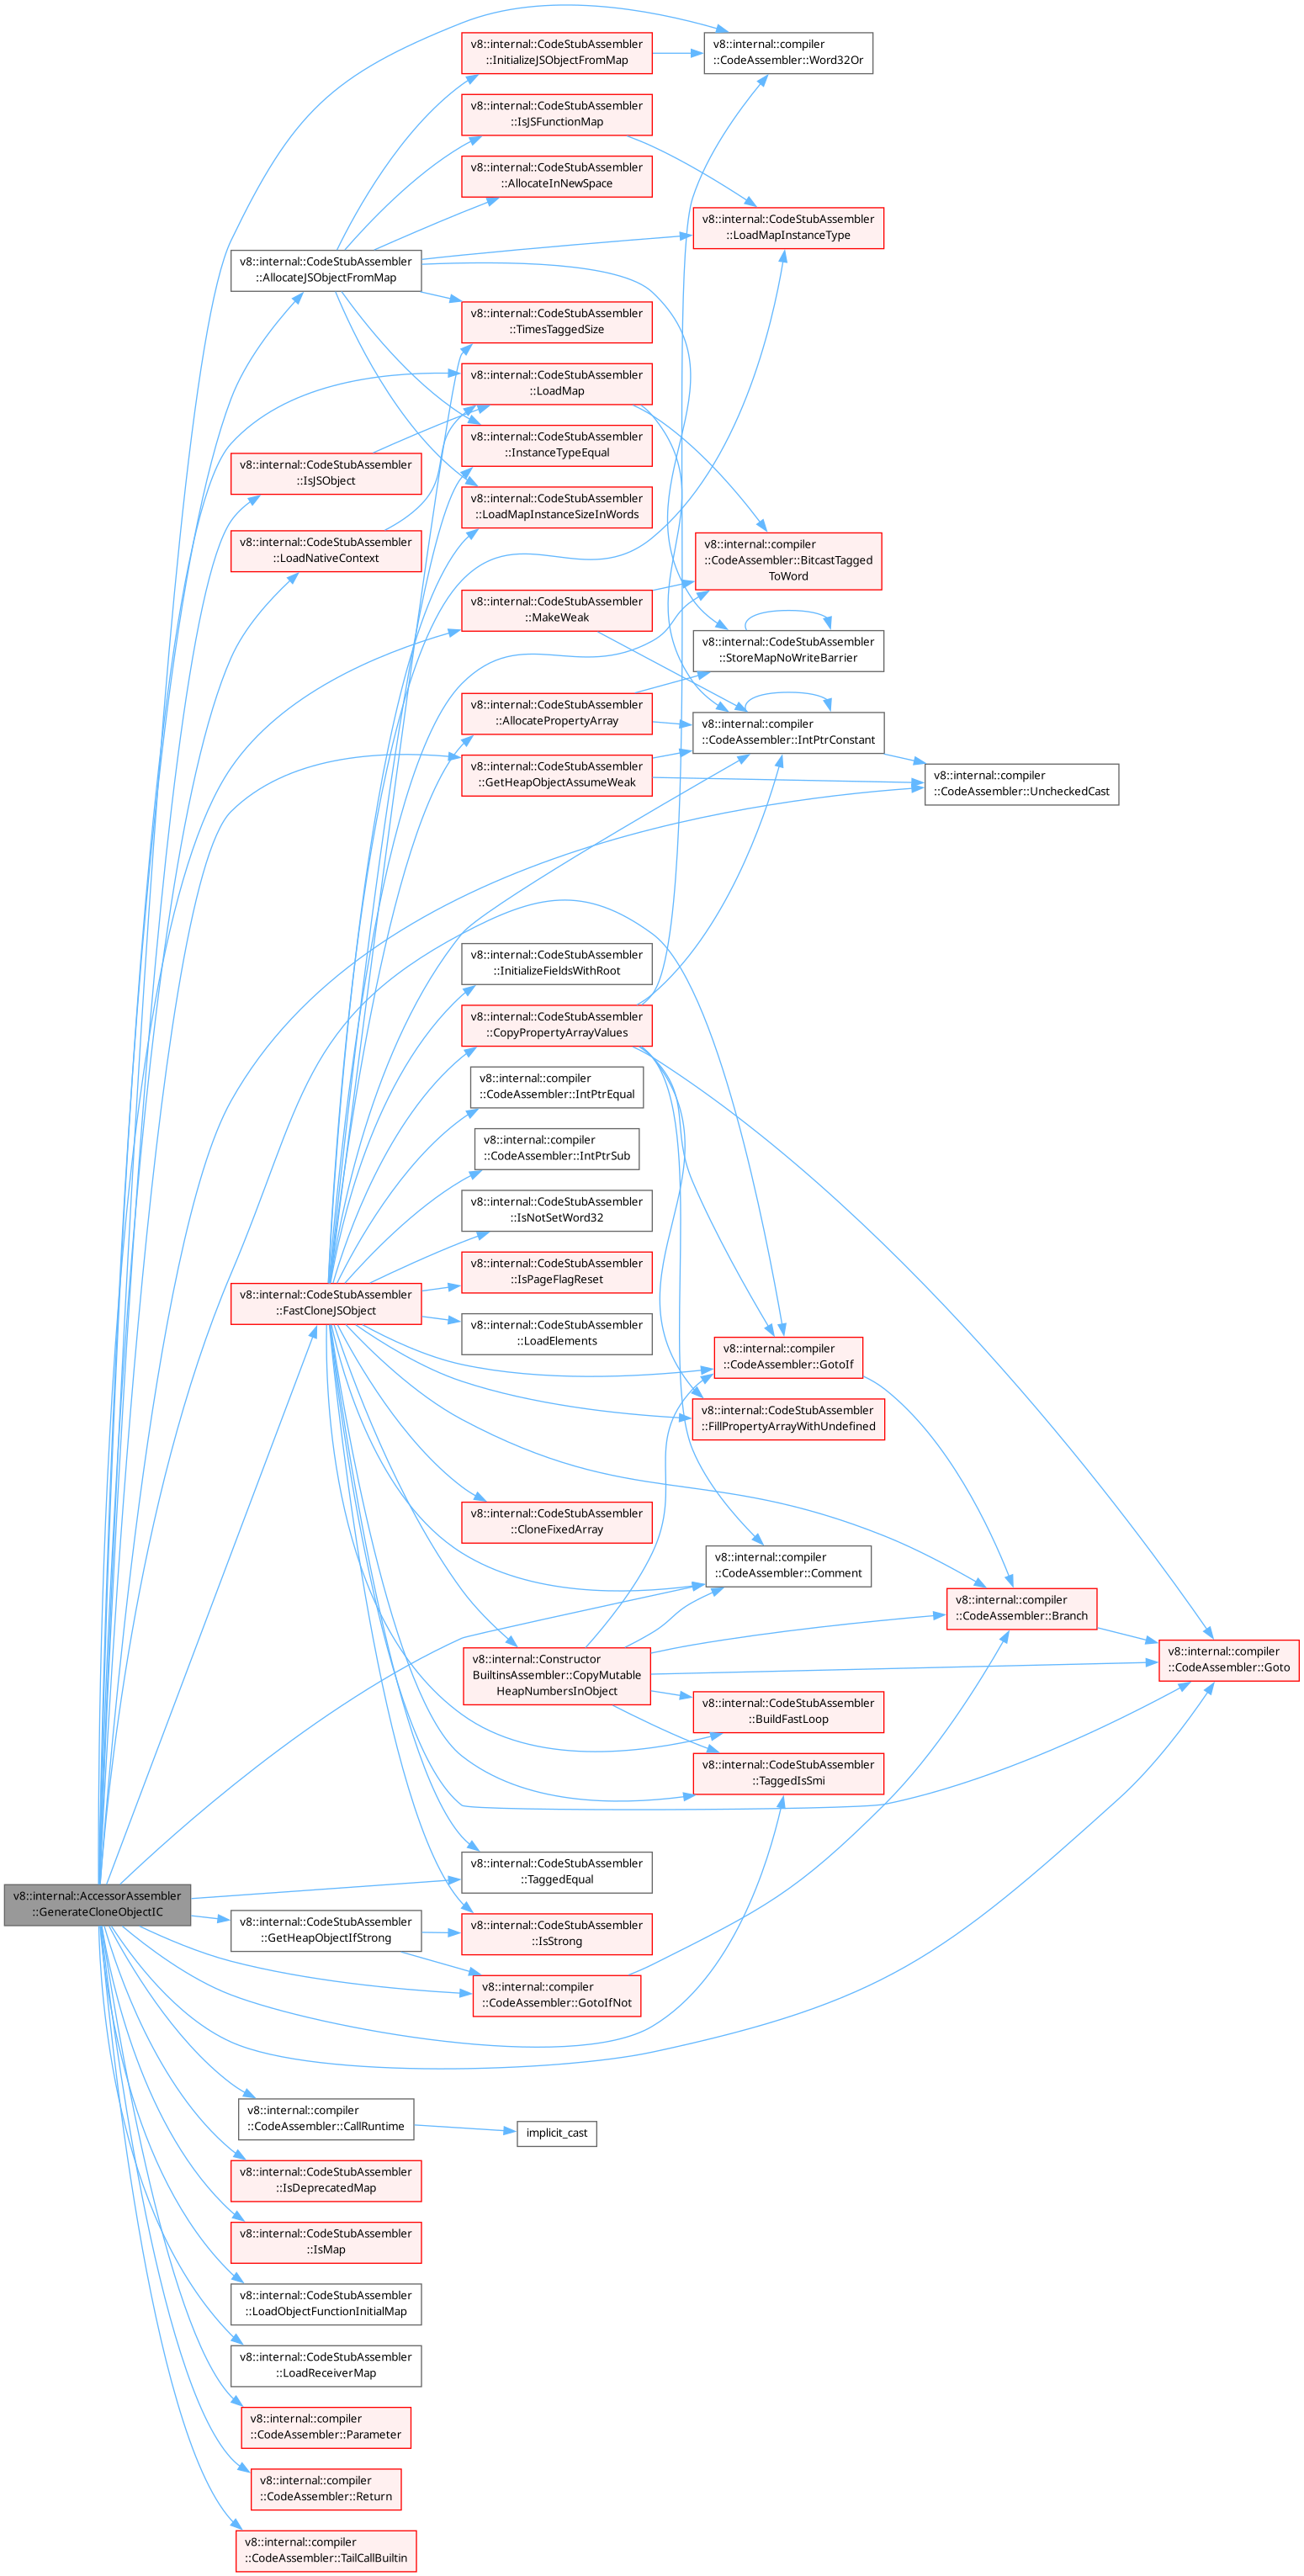 v8::internal::CodeStubAssembler
::InitializeJSObjectFromMap
v8::internal::compiler
::CodeAssembler::Word32Or
v8::internal::CodeStubAssembler
::IsJSFunctionMap
v8::internal::CodeStubAssembler
::AllocateInNewSpace
v8::internal::CodeStubAssembler
::LoadMapInstanceType
v8::internal::CodeStubAssembler
::AllocateJSObjectFromMap
v8::internal::CodeStubAssembler
::TimesTaggedSize
v8::internal::CodeStubAssembler
::LoadMap
v8::internal::CodeStubAssembler
::InstanceTypeEqual
v8::internal::CodeStubAssembler
::IsJSObject
v8::internal::CodeStubAssembler
::LoadMapInstanceSizeInWords
v8::internal::CodeStubAssembler
::LoadNativeContext
v8::internal::compiler
::CodeAssembler::BitcastTagged
ToWord
v8::internal::CodeStubAssembler
::MakeWeak
v8::internal::CodeStubAssembler
::StoreMapNoWriteBarrier
v8::internal::CodeStubAssembler
::AllocatePropertyArray
v8::internal::compiler
::CodeAssembler::IntPtrConstant
v8::internal::CodeStubAssembler
::GetHeapObjectAssumeWeak
v8::internal::compiler
::CodeAssembler::UncheckedCast
v8::internal::CodeStubAssembler
::InitializeFieldsWithRoot
v8::internal::CodeStubAssembler
::CopyPropertyArrayValues
v8::internal::compiler
::CodeAssembler::IntPtrEqual
v8::internal::compiler
::CodeAssembler::IntPtrSub
v8::internal::CodeStubAssembler
::IsNotSetWord32
v8::internal::CodeStubAssembler
::IsPageFlagReset
v8::internal::CodeStubAssembler
::FastCloneJSObject
v8::internal::CodeStubAssembler
::LoadElements
v8::internal::compiler
::CodeAssembler::GotoIf
v8::internal::CodeStubAssembler
::FillPropertyArrayWithUndefined
v8::internal::CodeStubAssembler
::CloneFixedArray
v8::internal::compiler
::CodeAssembler::Comment
v8::internal::compiler
::CodeAssembler::Branch
v8::internal::compiler
::CodeAssembler::Goto
v8::internal::Constructor
BuiltinsAssembler::CopyMutable
HeapNumbersInObject
v8::internal::CodeStubAssembler
::BuildFastLoop
v8::internal::CodeStubAssembler
::TaggedIsSmi
v8::internal::CodeStubAssembler
::TaggedEqual
v8::internal::AccessorAssembler
::GenerateCloneObjectIC
v8::internal::CodeStubAssembler
::GetHeapObjectIfStrong
v8::internal::CodeStubAssembler
::IsStrong
v8::internal::compiler
::CodeAssembler::GotoIfNot
v8::internal::compiler
::CodeAssembler::CallRuntime
implicit_cast
v8::internal::CodeStubAssembler
::IsDeprecatedMap
v8::internal::CodeStubAssembler
::IsMap
v8::internal::CodeStubAssembler
::LoadObjectFunctionInitialMap
v8::internal::CodeStubAssembler
::LoadReceiverMap
v8::internal::compiler
::CodeAssembler::Parameter
v8::internal::compiler
::CodeAssembler::Return
v8::internal::compiler
::CodeAssembler::TailCallBuiltin